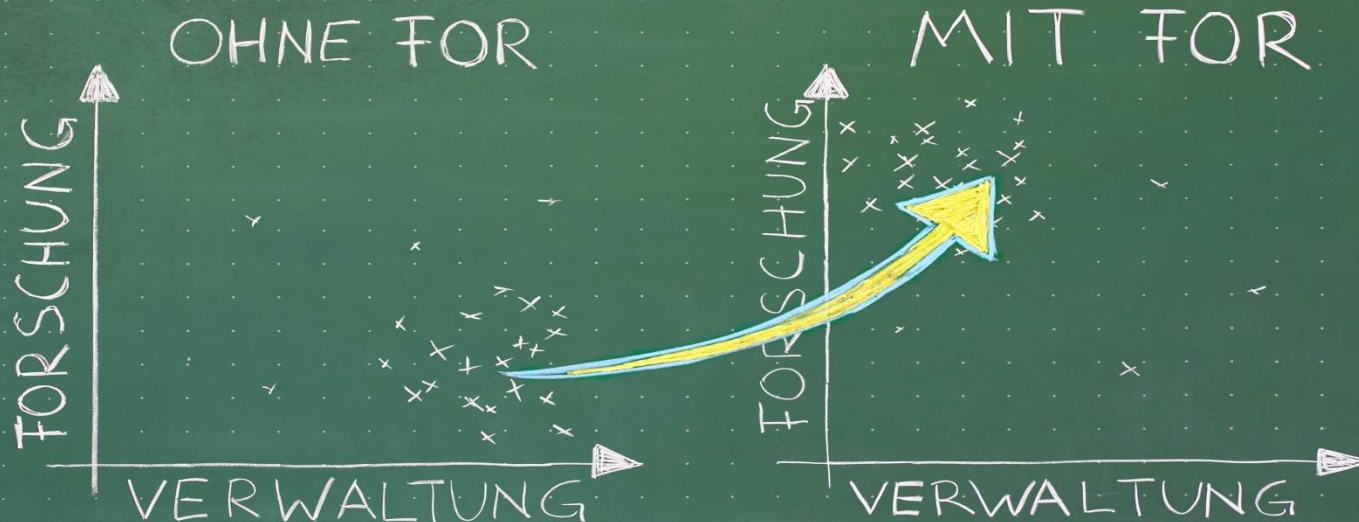 OHNE FOR
FORSCHUNG
VERWALTUNG
MIT FOR
FORSCHUNG
VERWALTUNG